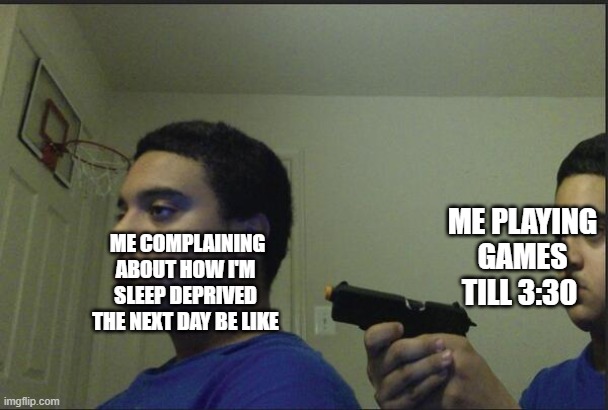 ME COMPLAINING
ABOUT HOW I'M
SLEEP DEPRIVED
THE NEXT DAY BE LIKE
ME PLAYING
GAMES
TILL 3:30
imgflip.com